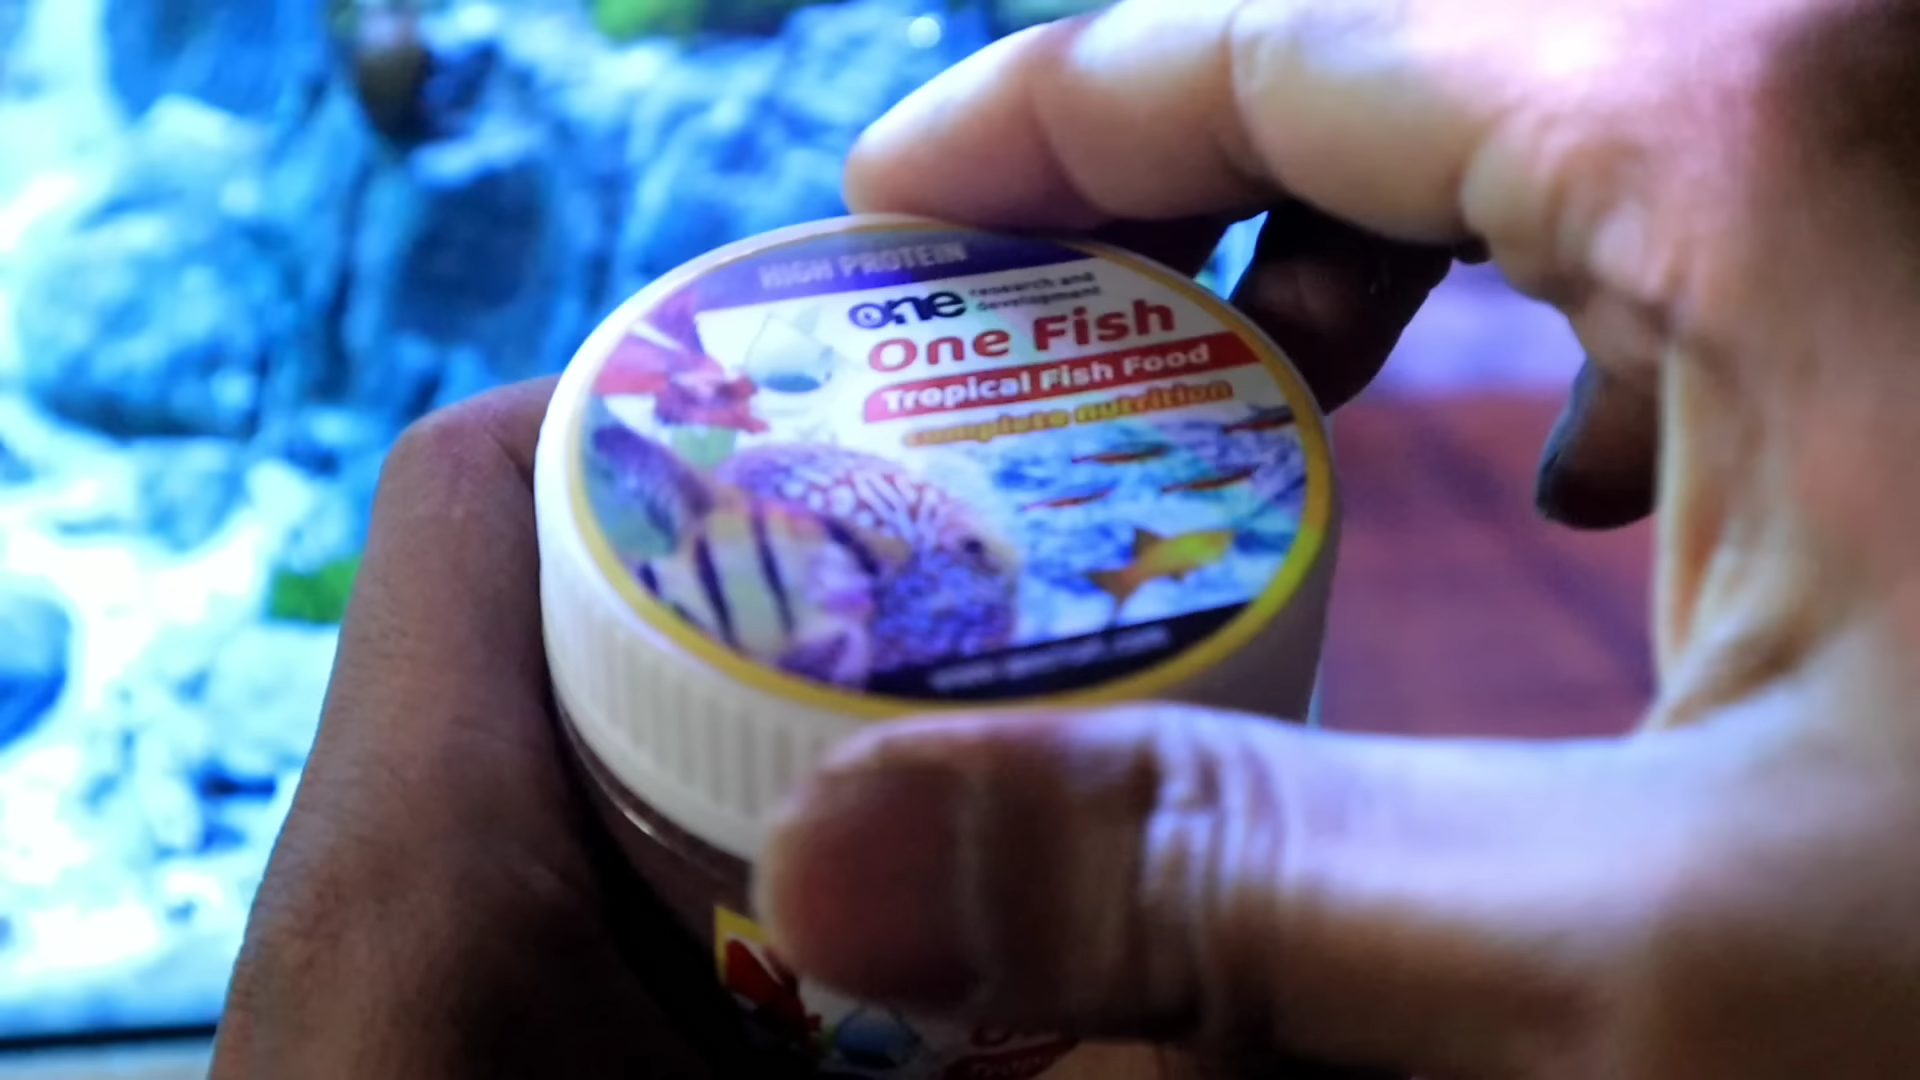 HIGH PROTEIN
one research and
development
One Fish
Tropical Fish Food
complete nutrition